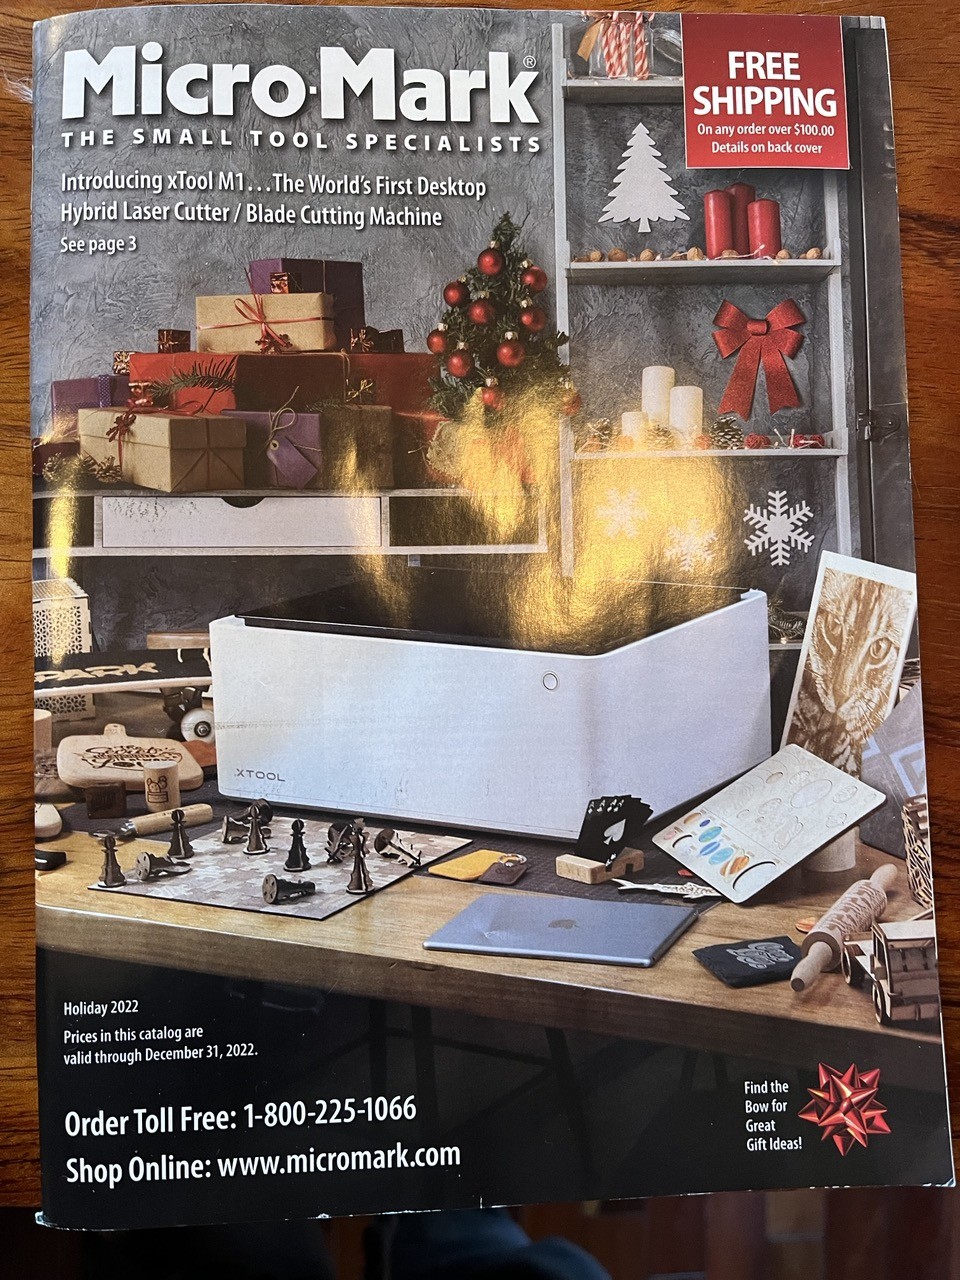 Micro·Mark®
THE SMALL TOOL SPECIALISTS
Introducing xTool M1...The World's First Desktop
Hybrid Laser Cutter / Blade Cutting Machine
See page 3
FREE
SHIPPING
On any order over $100.00
Details on back cover
PARK
XTOOL
Holiday 2022
Prices in this catalog are
valid through December 31, 2022.
Order Toll Free: 1-800-225-1066
Shop Online: www.micromark.com
Find the
Bow for
Great
Gift Ideas!